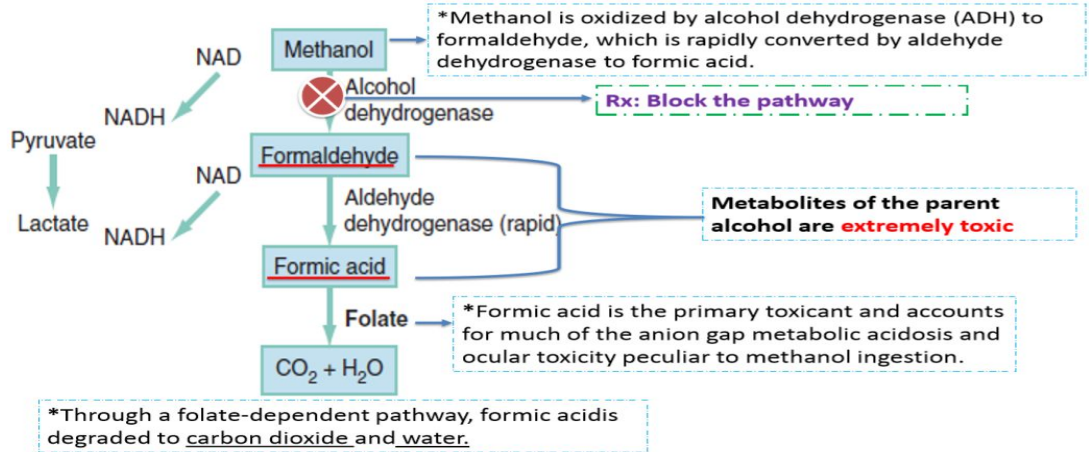 *Methanol is oxidized by alcohol dehydrogenase (ADH) to
formaldehyde, which is rapidly converted by aldehyde
dehydrogenase to formic acid.
Methanol
NAD
Alcohol
dehydrogenase
Rx: Block the pathway
NADH
Pyruvate
Formaldehyde
NAD
Aldehyde
dehydrogenase (rapid)
Metabolites of the parent
alcohol are extremely toxic
Lactate
NADH
Formic acid
Folate
*Formic acid is the primary toxicant and accounts
for much of the anion gap metabolic acidosis and
ocular toxicity peculiar to methanol ingestion.
CO₂ + H₂O
*Through a folate-dependent pathway, formic acidis
degraded to carbon dioxide and water.